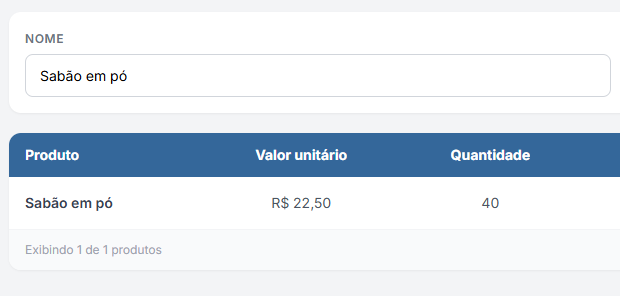 NOME
Sabão em pó
Produto Valor unitário Quantidade
Sabão em pó R$ 22,50 40
Exibindo 1 de 1 produtos